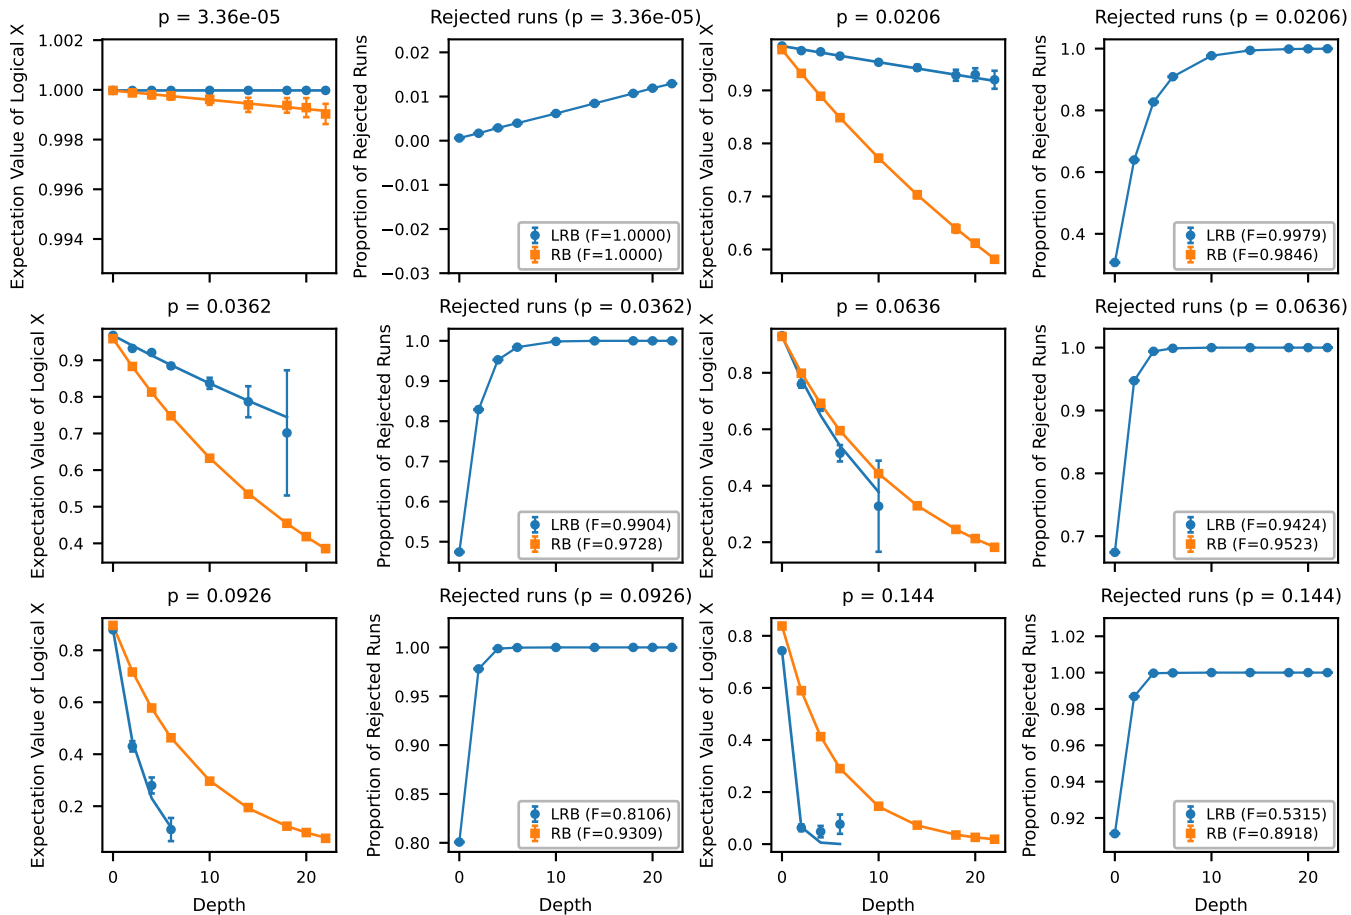 p = 3.36e-05
Expectation Value of Logical X
1.002
1.000
0.998
0.996
0.994
Rejected runs (p = 3.36e-05)
Proportion of Rejected Runs
0.02
0.01
0.00
−0.01
−0.02
−0.03
LRB (F=1.0000)
RB (F=1.0000)
p = 0.0206
Expectation Value of Logical X
0.9
0.8
0.7
0.6
Rejected runs (p = 0.0206)
Proportion of Rejected Runs
1.0
0.8
0.6
0.4
LRB (F=0.9979)
RB (F=0.9846)
p = 0.0362
Expectation Value of Logical X
0.9
0.8
0.7
0.6
0.5
0.4
Rejected runs (p = 0.0362)
Proportion of Rejected Runs
1.0
0.9
0.8
0.7
0.6
0.5
LRB (F=0.9904)
RB (F=0.9728)
p = 0.0636
Expectation Value of Logical X
0.8
0.6
0.4
0.2
Rejected runs (p = 0.0636)
Proportion of Rejected Runs
1.0
0.9
0.8
0.7
LRB (F=0.9424)
RB (F=0.9523)
p = 0.0926
Expectation Value of Logical X
0.8
0.6
0.4
0.2
0 10 20
Depth
Rejected runs (p = 0.0926)
Proportion of Rejected Runs
1.00
0.95
0.90
0.85
0.80
LRB (F=0.8106)
RB (F=0.9309)
0 10 20
Depth
p = 0.144
Expectation Value of Logical X
0.8
0.6
0.4
0.2
0.0
0 10 20
Depth
Rejected runs (p = 0.144)
Proportion of Rejected Runs
1.02
1.00
0.98
0.96
0.94
0.92
LRB (F=0.5315)
RB (F=0.8918)
0 10 20
Depth